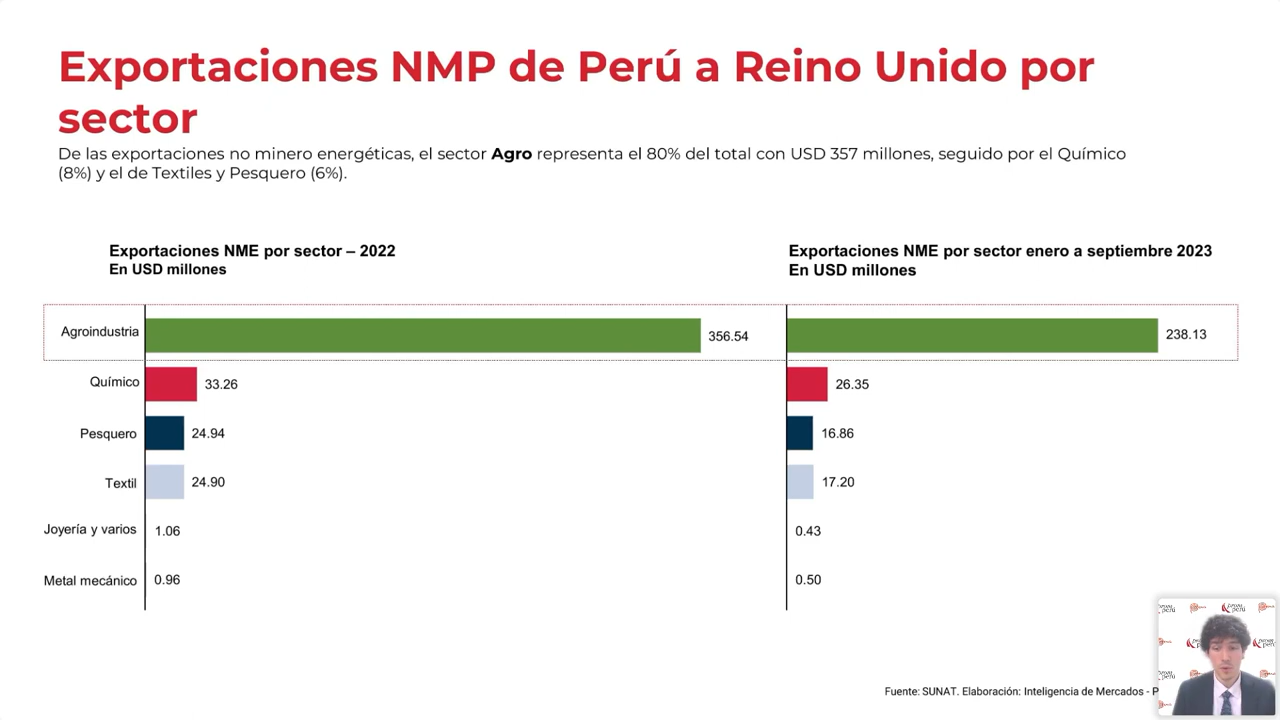 Exportaciones NMP de Perú a Reino Unido por
sector
De las exportaciones no minero energéticas, el sector Agro representa el 80% del total con USD 357 millones, seguido por el Químico
(8%) y el de Textiles y Pesquero (6%).
Exportaciones NME por sector – 2022
En USD millones
Agroindustria 356.54
Químico 33.26
Pesquero 24.94
Textil 24.90
Joyería y varios 1.06
Metal mecánico 0.96
Exportaciones NME por sector enero a septiembre 2023
En USD millones
238.13
26.35
16.86
17.20
0.43
0.50
Fuente: SUNAT. Elaboración: Inteligencia de Mercados - P